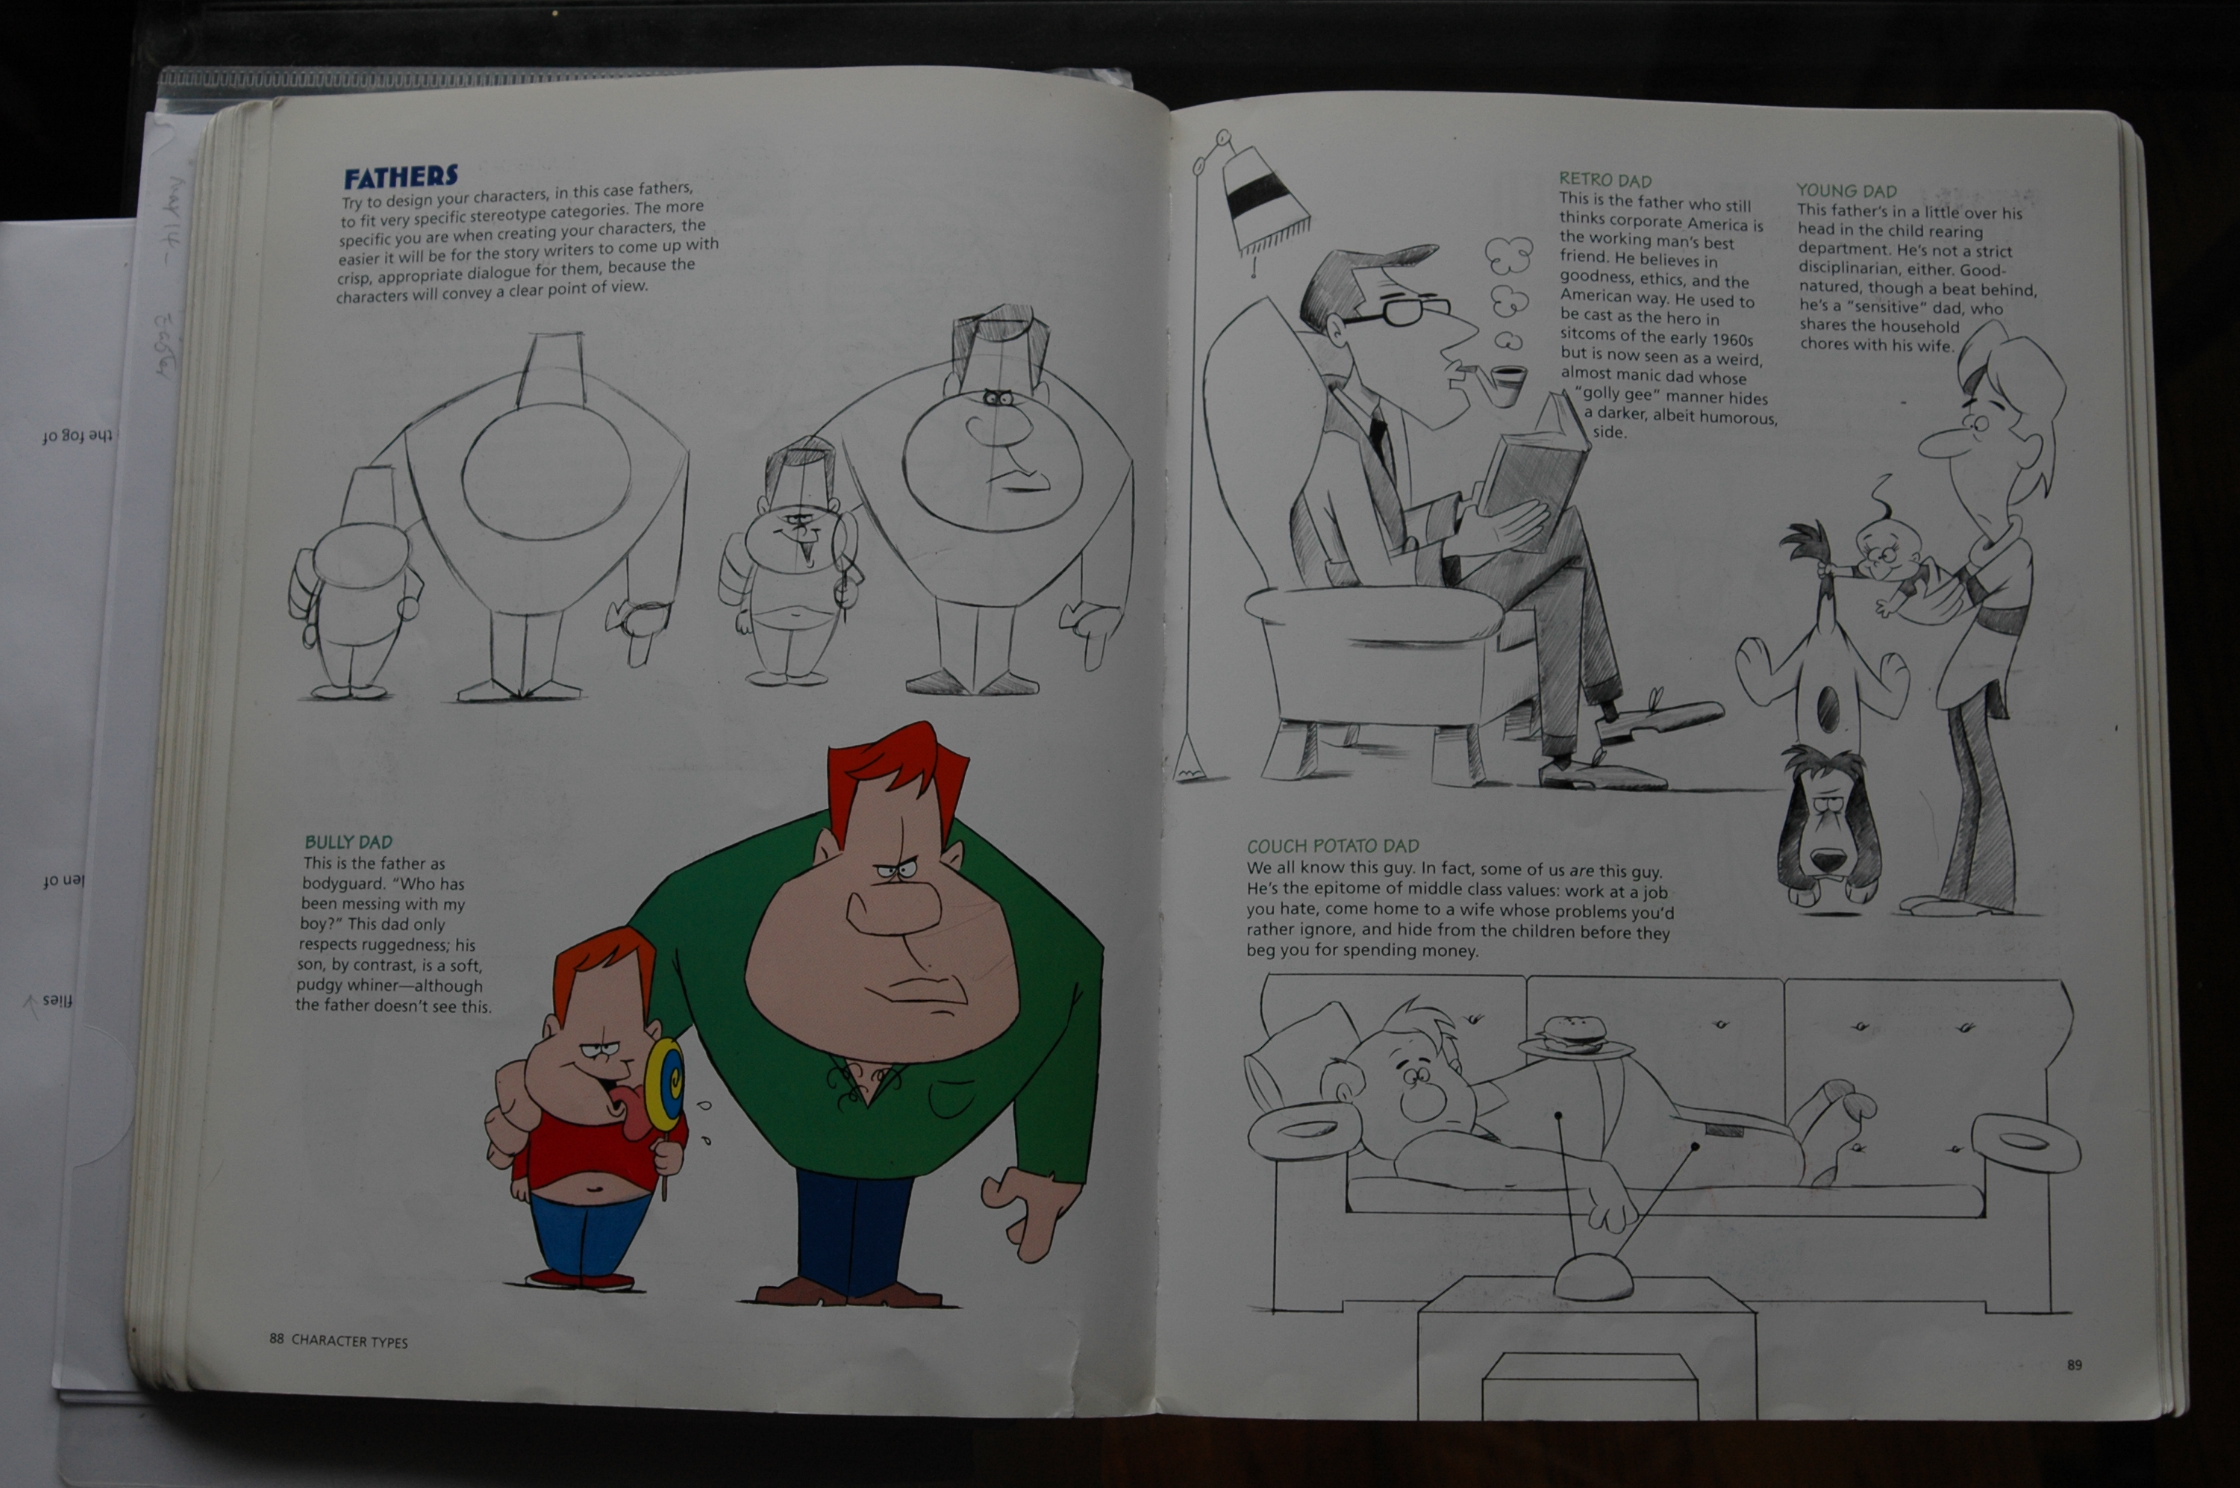 FATHERS
Try to design your characters, in this case fathers,
to fit very specific stereotype categories. The more
specific you are when creating your characters, the
easier it will be for the story writers to come up with
crisp, appropriate dialogue for them, because the
characters will convey a clear point of view.
BULLY DAD
This is the father as
bodyguard. "Who has
been messing with my
boy?" This dad only
respects ruggedness; his
son, by contrast, is a soft,
pudgy whiner—although
the father doesn't see this.
88 CHARACTER TYPES
RETRO DAD
This is the father who still
thinks corporate America is
the working man's best
friend. He believes in
goodness, ethics, and the
American way. He used to
be cast as the hero in
sitcoms of the early 1960s
but is now seen as a weird,
almost manic dad whose
"golly gee" manner hides
a darker, albeit humorous,
side.
YOUNG DAD
This father's in a little over his
head in the child rearing
department. He's not a strict
disciplinarian, either. Good-
natured, though a beat behind,
he's a "sensitive" dad, who
shares the household
chores with his wife.
COUCH POTATO DAD
We all know this guy. In fact, some of us are this guy.
He's the epitome of middle class values: work at a job
you hate, come home to a wife whose problems you'd
rather ignore, and hide from the children before they
beg you for spending money.
89
Mar 14 -
Easter
the fog of
len of
flies